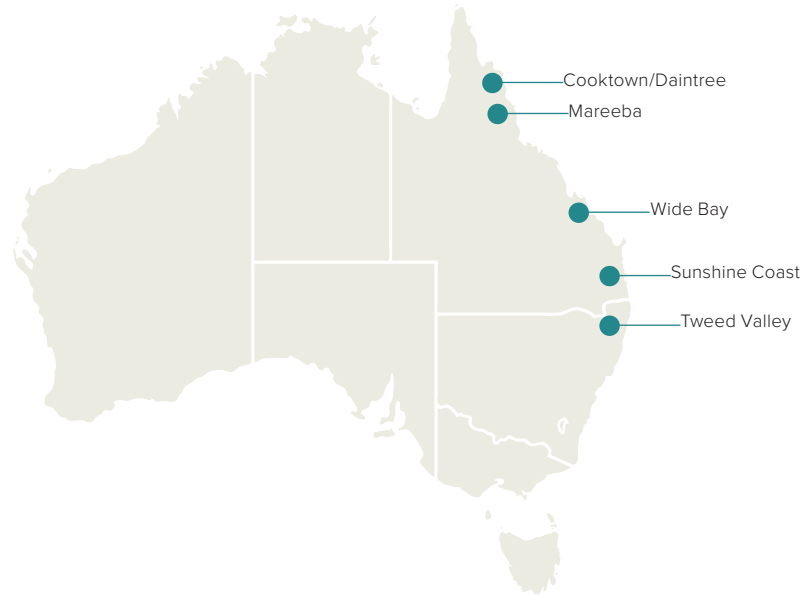 Cooktown/Daintree
Mareeba
Wide Bay
Sunshine Coast
Tweed Valley